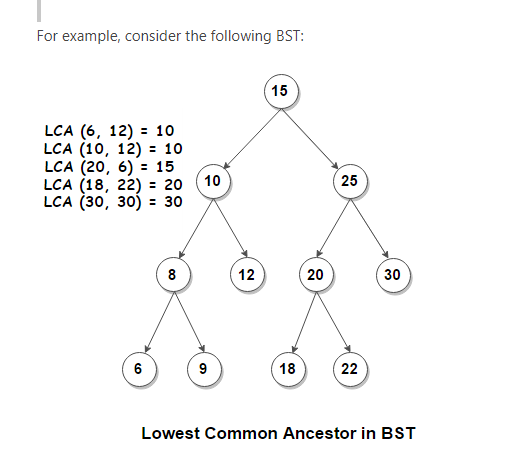 For example, consider the following BST:
15
LCA (6, 12) = 10
LCA (10, 12) = 10
LCA (20, 6) = 15
LCA (18, 22) = 20
LCA (30, 30) = 30
10
25
8
12
20
30
6
9
18
22
Lowest Common Ancestor in BST